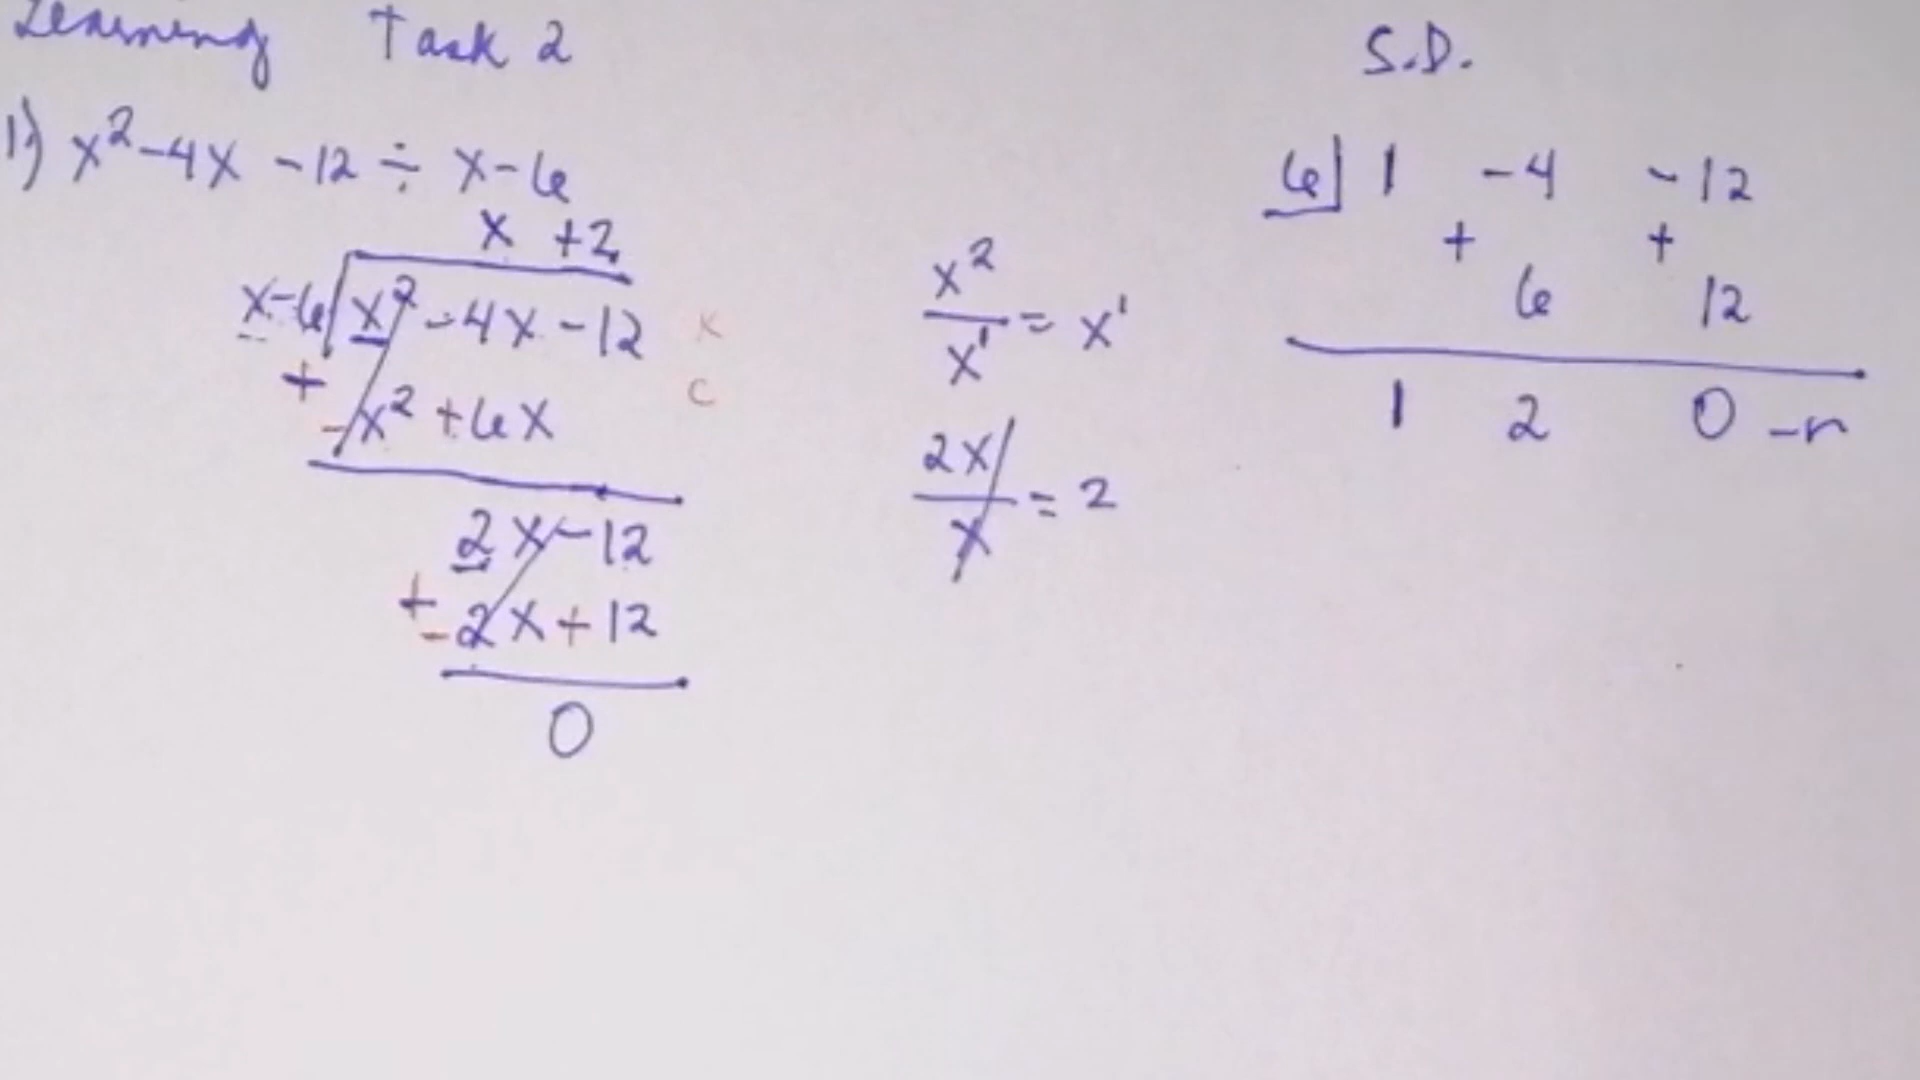 Learning Task 2
1) x² - 4x - 12 ÷ x - 6
x + 2
x - 6 x² - 4x - 12 x
+ c
- x² + 6x
2x - 12
+
- 2x + 12
0
x² / x¹ = x¹
2x / x = 2
S.D.
6 1 -4 -12
+ +
6 12
1 2 0 - r